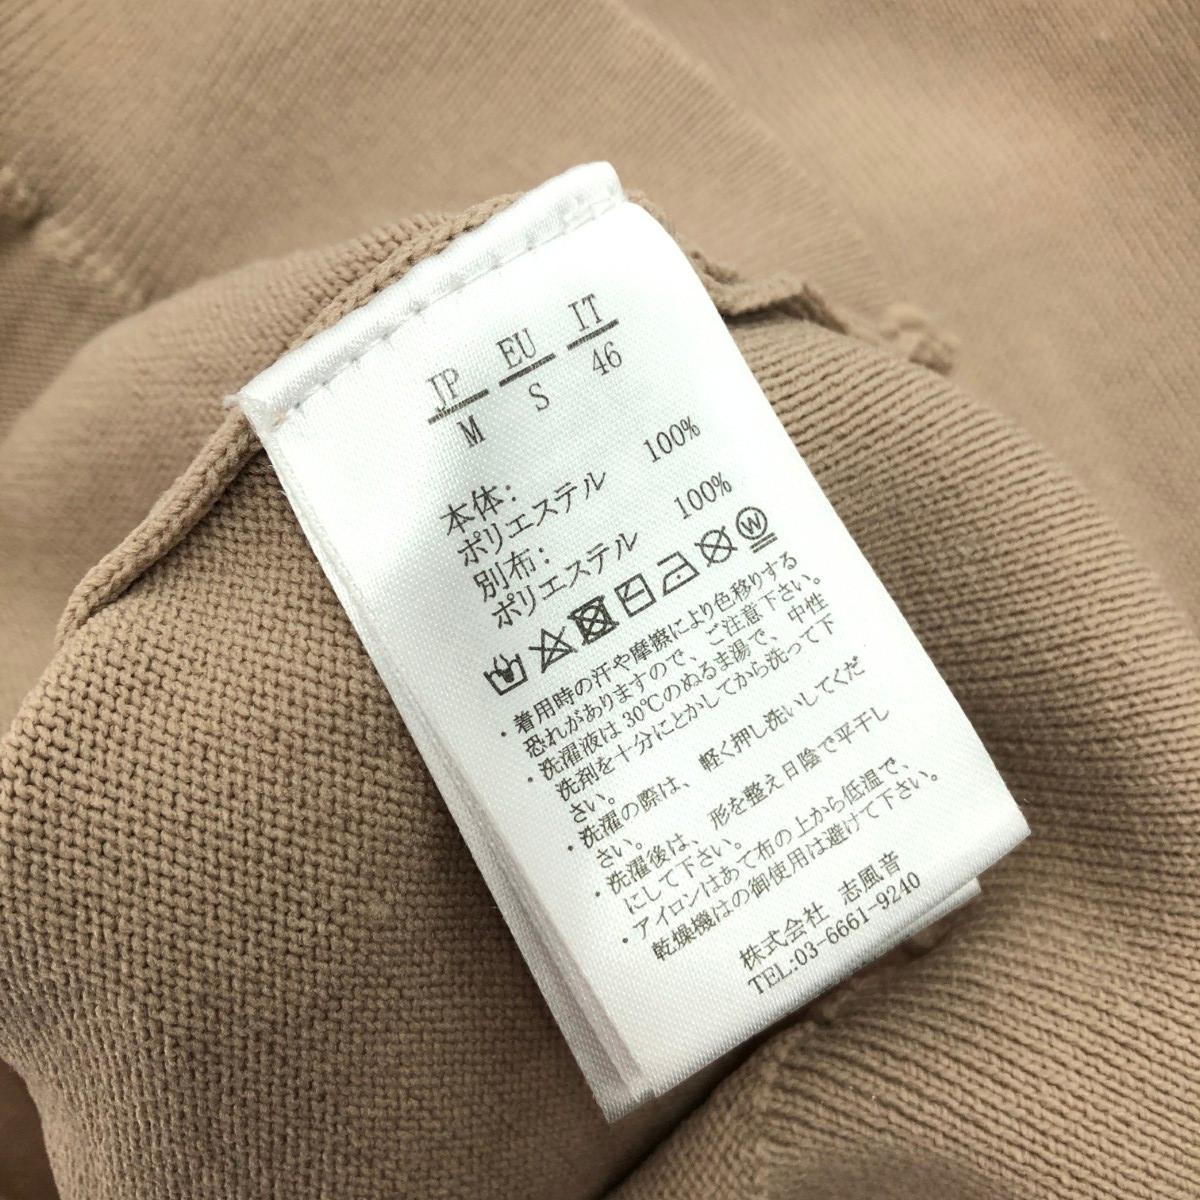 JP EU IT
M S 46
本体:
ポリエステル 100%
別布:
ポリエステル 100%
W
・着用時の汗や摩擦により色移りする
恐れがありますので、ご注意下さい。
・洗濯液は30℃のぬるま湯で、中性
洗剤を十分にとかしてから洗って下
さい。
・洗濯の際は、軽く押し洗いしてくだ
さい。
・洗濯後は、形を整え日陰で平干し
にして下さい。
・アイロンはあて布の上から低温で、
乾燥機はの御使用は避けて下さい。
株式会社 志風音
TEL:03-6661-9240